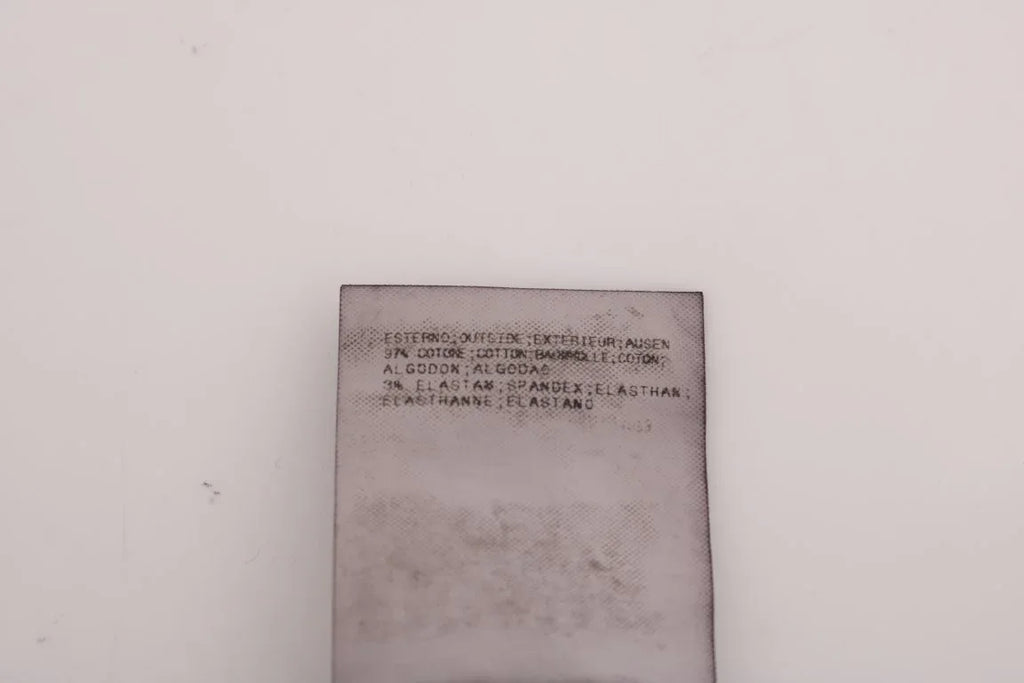 ESTERNO;OUTSIDE;EXTERIEUR;AUSEN
97% COTONE;COTTON;BAUMWOLLE;COTON;
ALGODON;ALGODAO
3% ELASTAN;SPANDEX;ELASTHAN;
ELASTHANNE;ELASTANO